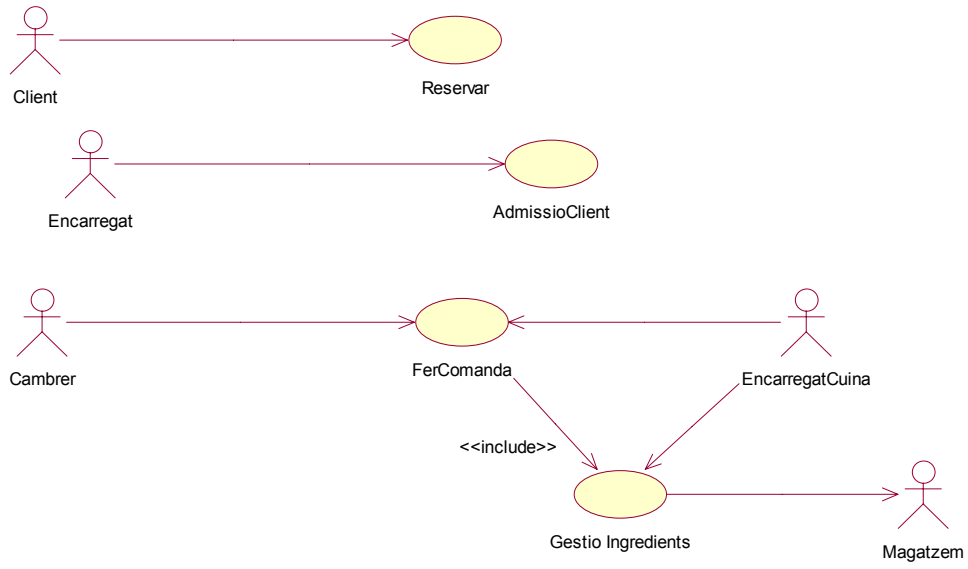 Client
Reservar
Encarregat
AdmissioClient
Cambrer
FerComanda
EncarregatCuina
<<include>>
Gestio Ingredients
Magatzem